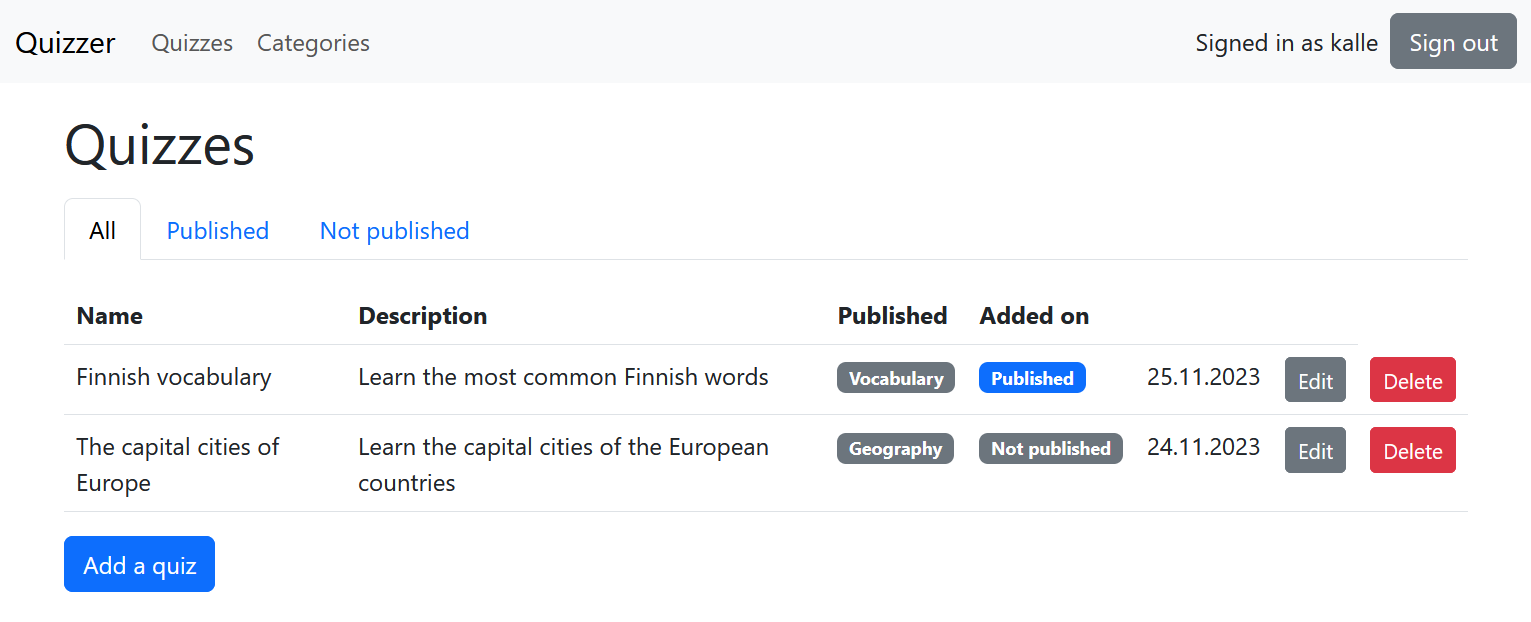 Quizzer Quizzes Categories Signed in as kalle Sign out
Quizzes
All Published Not published
Name Description Published Added on
Finnish vocabulary Learn the most common Finnish words Vocabulary Published 25.11.2023 Edit Delete
The capital cities of Learn the capital cities of the European Geography Not published 24.11.2023 Edit Delete
Europe countries
Add a quiz